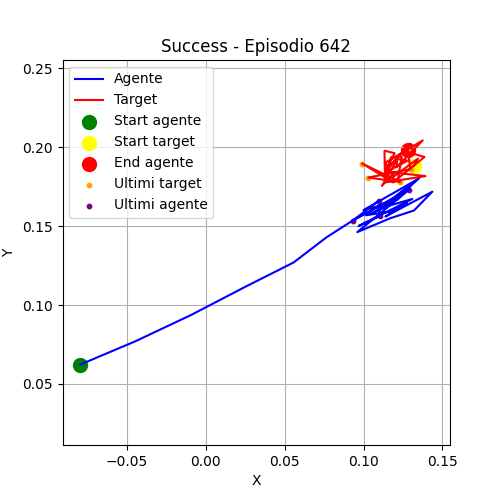 Success - Episodio 642
0.25
0.20
0.15
0.10
0.05
Y
Agente
Target
Start agente
Start target
End agente
Ultimi target
Ultimi agente
−0.05
0.00
0.05
0.10
0.15
X